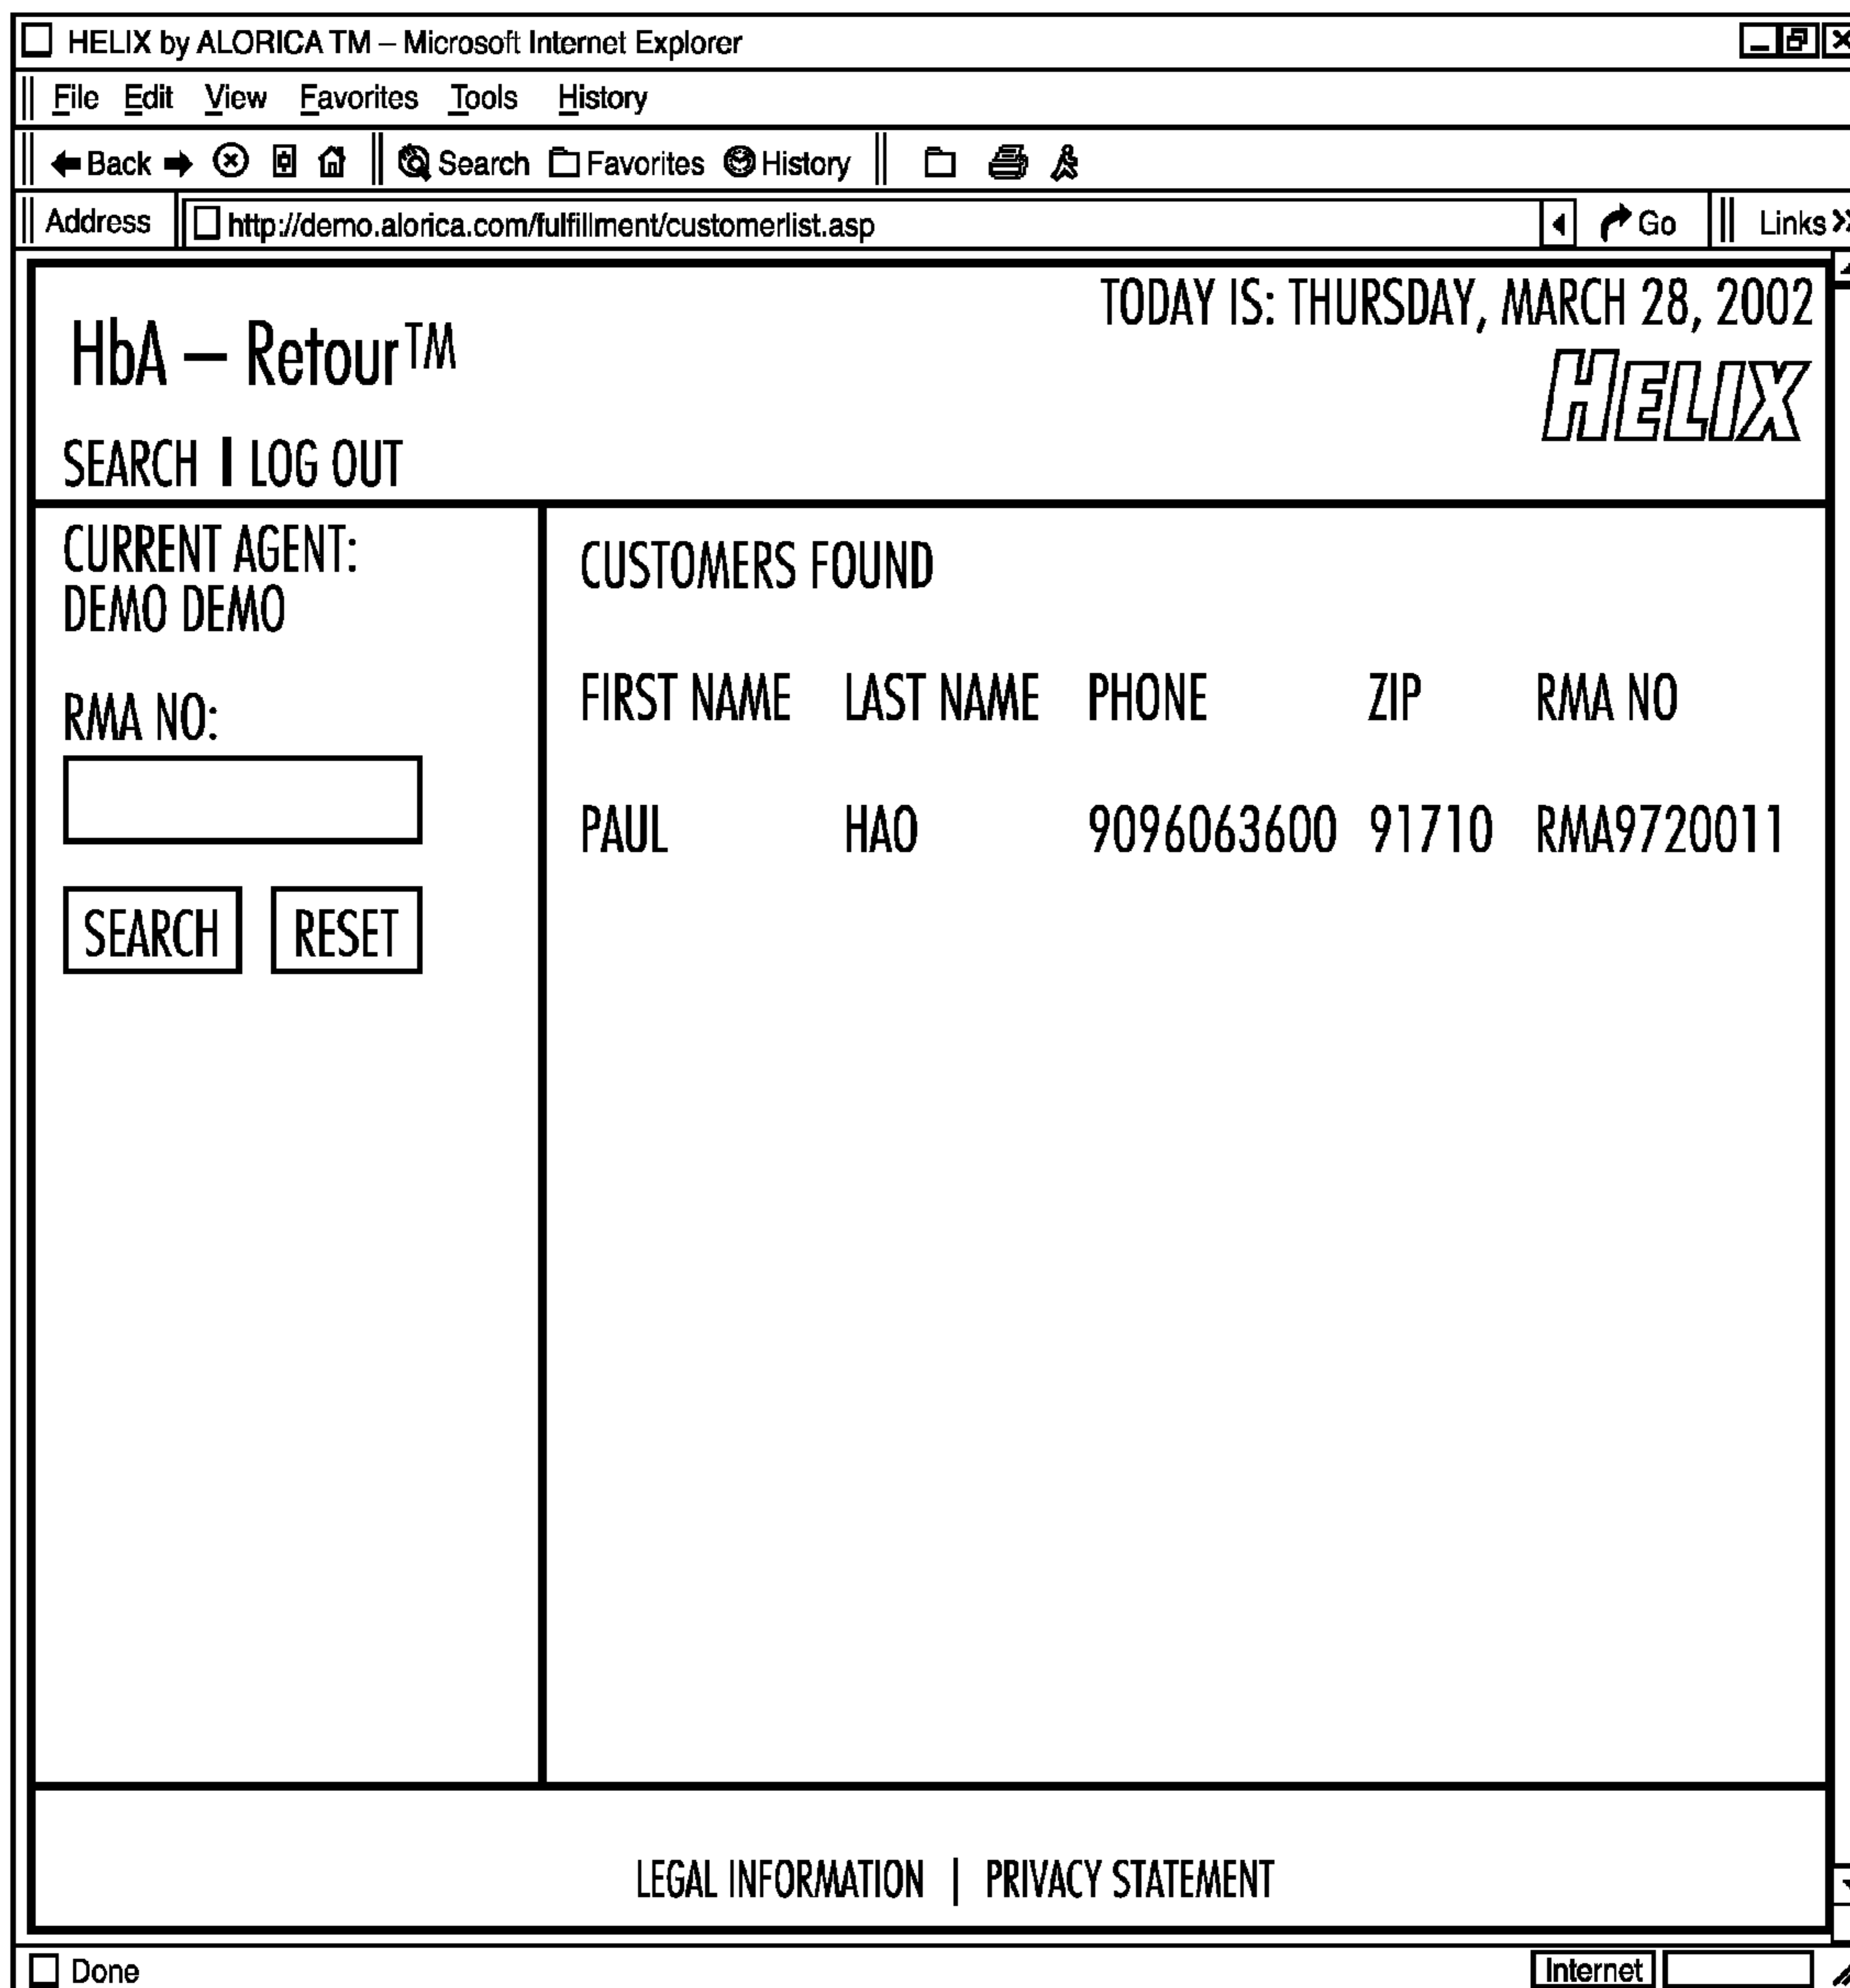 HELIX by ALORICA TM – Microsoft Internet Explorer
File Edit View Favorites Tools History
Back Search Favorites History
Address http://demo.alorica.com/fulfillment/customerlist.asp Go Links
TODAY IS: THURSDAY, MARCH 28, 2002
HbA – Retour™
HELIX
SEARCH | LOG OUT
CURRENT AGENT:
DEMO DEMO
RMA NO:
SEARCH RESET
CUSTOMERS FOUND
FIRST NAME LAST NAME PHONE ZIP RMA NO
PAUL HAO 9096063600 91710 RMA9720011
LEGAL INFORMATION | PRIVACY STATEMENT
Done Internet